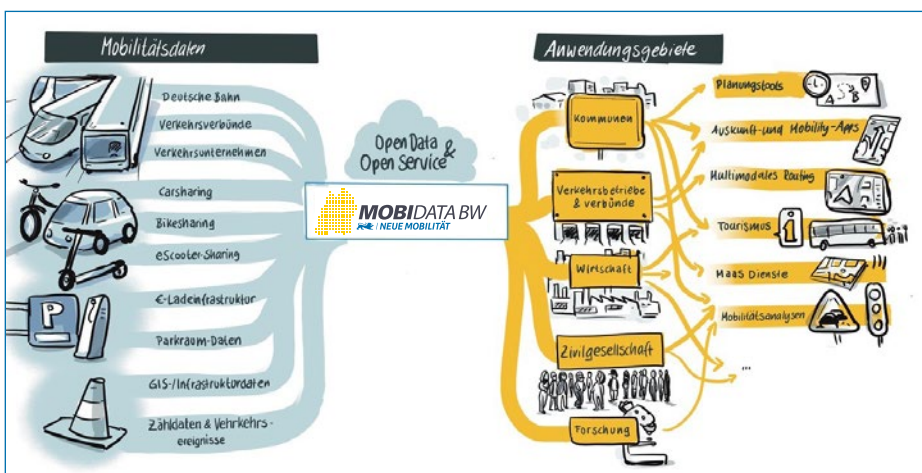 Mobilitätsdaten
Deutsche Bahn
Verkehrsverbünde
Verkehrsunternehmen
Carsharing
Bikesharing
eScooter-Sharing
€-Ladeinfrastruktur
Parkraum-Daten
GIS-/Infrastrukturdaten
Zähldaten & Vehrkehrs-
ereignisse
P
Open Data &
Open Service
MOBIDATA BW
NEUE MOBILITÄT
Anwendungsgebiete
Kommunen
Verkehrsbetriebe
& verbünde
Wirtschaft
Zivilgesellschaft
Forschung
Planungstools
A
B
Auskunft-und Mobility-Apps
Multimodales Routing
Tourismus
i
MaaS Dienste
Mobilitätsanalysen
...